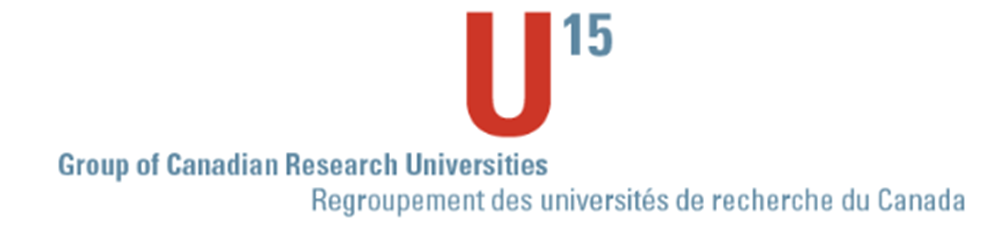 U15
Group of Canadian Research Universities
Regroupement des universités de recherche du Canada